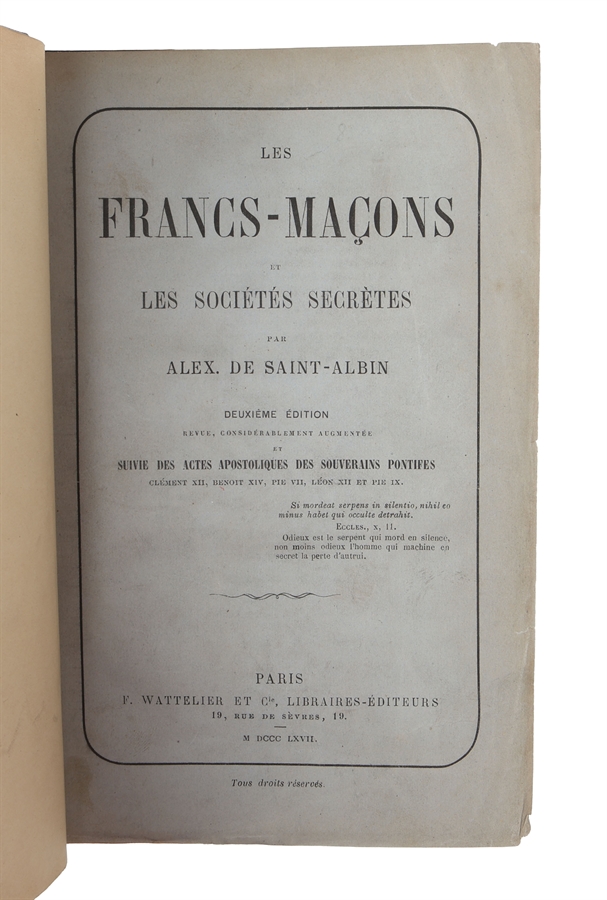 LES
FRANCS-MAÇONS
ET
LES SOCIÉTÉS SECRÈTES
PAR
ALEX. DE SAINT-ALBIN
DEUXIÈME ÉDITION
REVUE, CONSIDÉRABLEMENT AUGMENTÉE
ET
SUIVIE DES ACTES APOSTOLIQUES DES SOUVERAINS PONTIFES
CLÉMENT XII, BENOIT XIV, PIE VII, LÉON XII ET PIE IX.
Si mordeat serpens in silentio, nihil eo
minus habet qui occulte detrahit.
ECCLES., X, 11.
Odieux est le serpent qui mord en silence,
non moins odieux l'homme qui machine en
secret la perte d'autrui.
PARIS
F. WATTELIER ET Cie, LIBRAIRES-ÉDITEURS
19, RUE DE SÈVRES, 19.
M DCCC LXVII.
Tous droits réservés.